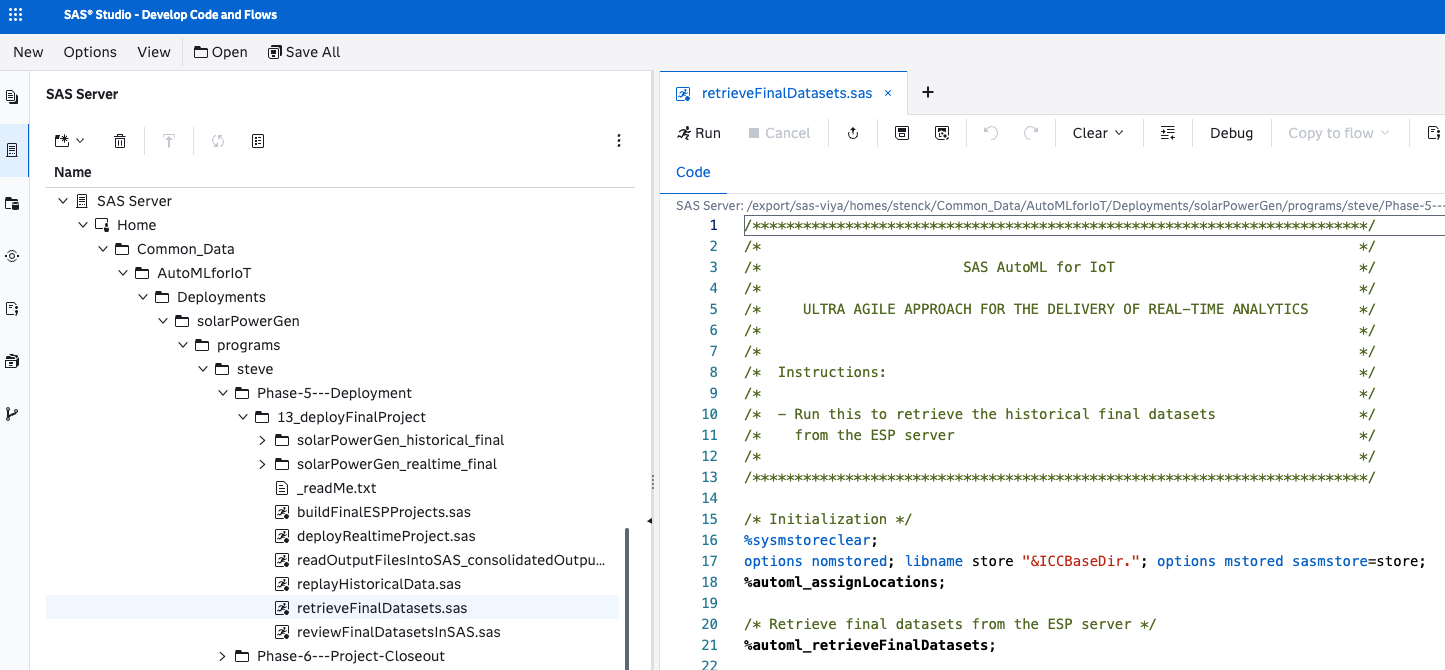 SAS® Studio - Develop Code and Flows
New Options View Open Save All
SAS Server
Name
SAS Server
Home
Common_Data
AutoMLforIoT
Deployments
solarPowerGen
programs
steve
Phase-5---Deployment
13_deployFinalProject
solarPowerGen_historical_final
solarPowerGen_realtime_final
_readMe.txt
buildFinalESPProjects.sas
deployRealtimeProject.sas
readOutputFilesIntoSAS_consolidatedOutpu...
replayHistoricalData.sas
retrieveFinalDatasets.sas
reviewFinalDatasetsInSAS.sas
Phase-6---Project-Closeout
retrieveFinalDatasets.sas × +
Run Cancel Clear Debug Copy to flow
Code
SAS Server: /export/sas-viya/homes/stenck/Common_Data/AutoMLforIoT/Deployments/solarPowerGen/programs/steve/Phase-5---
1 /*************************************************************************/
2 /* */
3 /* SAS AutoML for IoT */
4 /* */
5 /* ULTRA AGILE APPROACH FOR THE DELIVERY OF REAL-TIME ANALYTICS */
6 /* */
7 /* */
8 /* Instructions: */
9 /* */
10 /* - Run this to retrieve the historical final datasets */
11 /* from the ESP server */
12 /* */
13 /*************************************************************************/
14
15 /* Initialization */
16 %sysmstoreclear;
17 options nomstored; libname store "&ICCBaseDir."; options mstored sasmstore=store;
18 %automl_assignLocations;
19
20 /* Retrieve final datasets from the ESP server */
21 %automl_retrieveFinalDatasets;
22